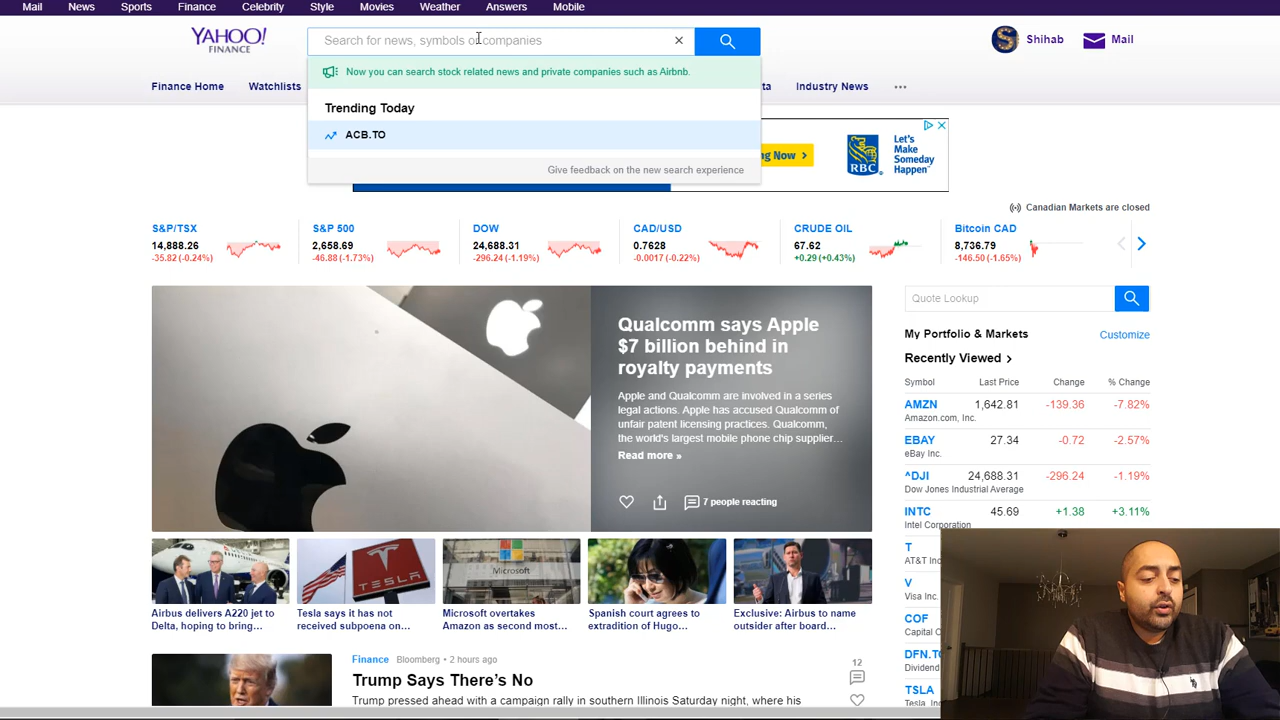 Mail News Sports Finance Celebrity Style Movies Weather Answers Mobile
YAHOO!
FINANCE
Search for news, symbols or companies
Shihab
Mail
Now you can search stock related news and private companies such as Airbnb.
Finance Home Watchlists
ta Industry News
Trending Today
ACB.TO
Give feedback on the new search experience
ng Now >
RBC
Let's
Make
Someday
Happen
Canadian Markets are closed
S&P/TSX
14,888.26
-35.82 (-0.24%)
S&P 500
2,658.69
-46.88 (-1.73%)
DOW
24,688.31
-296.24 (-1.19%)
CAD/USD
0.7628
-0.0017 (-0.22%)
CRUDE OIL
67.62
+0.29 (+0.43%)
Bitcoin CAD
8,736.79
-146.50 (-1.65%)
Qualcomm says Apple
$7 billion behind in
royalty payments
Apple and Qualcomm are involved in a series
legal actions. Apple has accused Qualcomm of
unfair patent licensing practices. Qualcomm,
the world's largest mobile phone chip supplier...
Read more »
7 people reacting
Quote Lookup
My Portfolio & Markets Customize
Recently Viewed >
Symbol Last Price Change % Change
AMZN 1,642.81 -139.36 -7.82%
Amazon.com, Inc.
EBAY 27.34 -0.72 -2.57%
eBay Inc.
^DJI 24,688.31 -296.24 -1.19%
Dow Jones Industrial Average
INTC 45.69 +1.38 +3.11%
Intel Corporation
T
AT&T In
V
Visa Inc.
COF
Capital C
DFN.TO
Dividend
TSLA
Tesla, Inc
TESLA
Microsoft
Airbus delivers A220 jet to
Delta, hoping to bring...
Tesla says it has not
received subpoena on...
Microsoft overtakes
Amazon as second most...
Spanish court agrees to
extradition of Hugo...
Exclusive: Airbus to name
outsider after board...
Finance Bloomberg • 2 hours ago
12
Trump Says There's No
Trump pressed ahead with a campaign rally in southern Illinois Saturday night, where his